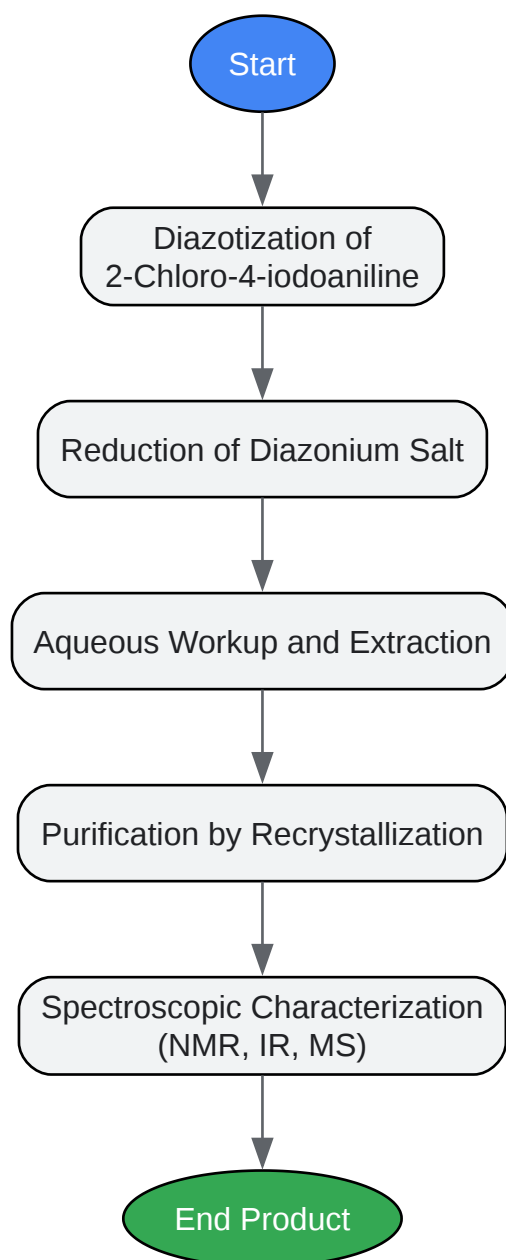 Start
Diazotization of
2-Chloro-4-iodoaniline
Reduction of Diazonium Salt
Aqueous Workup and Extraction
Purification by Recrystallization
Spectroscopic Characterization
(NMR, IR, MS)
End Product